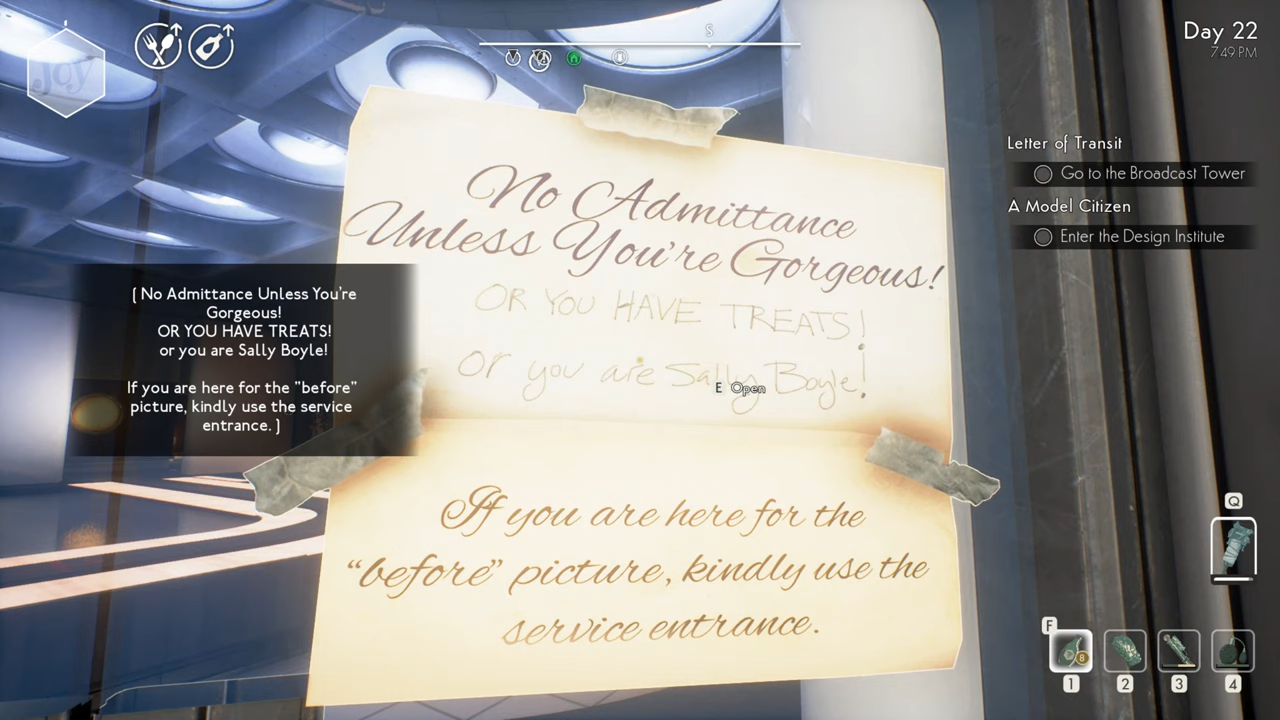 Joy
S
Day 22
7:49 PM
Letter of Transit
Go to the Broadcast Tower
A Model Citizen
Enter the Design Institute
No Admittance
Unless You're Gorgeous!
OR YOU HAVE TREATS!
Or you are Sally Boyle!
E Open
If you are here for the
"before" picture, kindly use the
service entrance.
( No Admittance Unless You're
Gorgeous!
OR YOU HAVE TREATS!
or you are Sally Boyle!
If you are here for the "before"
picture, kindly use the service
entrance. )
Q
F
8
1
2
3
4